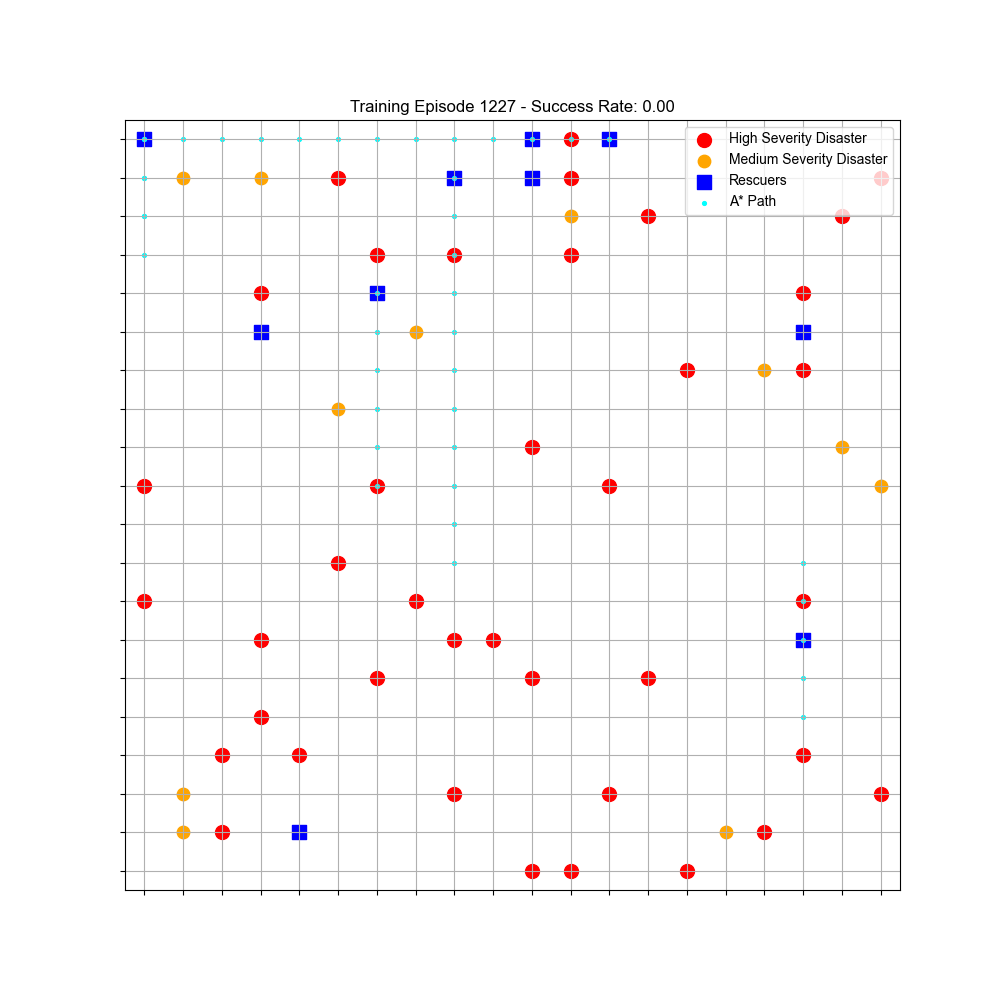 Training Episode 1227 - Success Rate: 0.00
High Severity Disaster
Medium Severity Disaster
Rescuers
A* Path